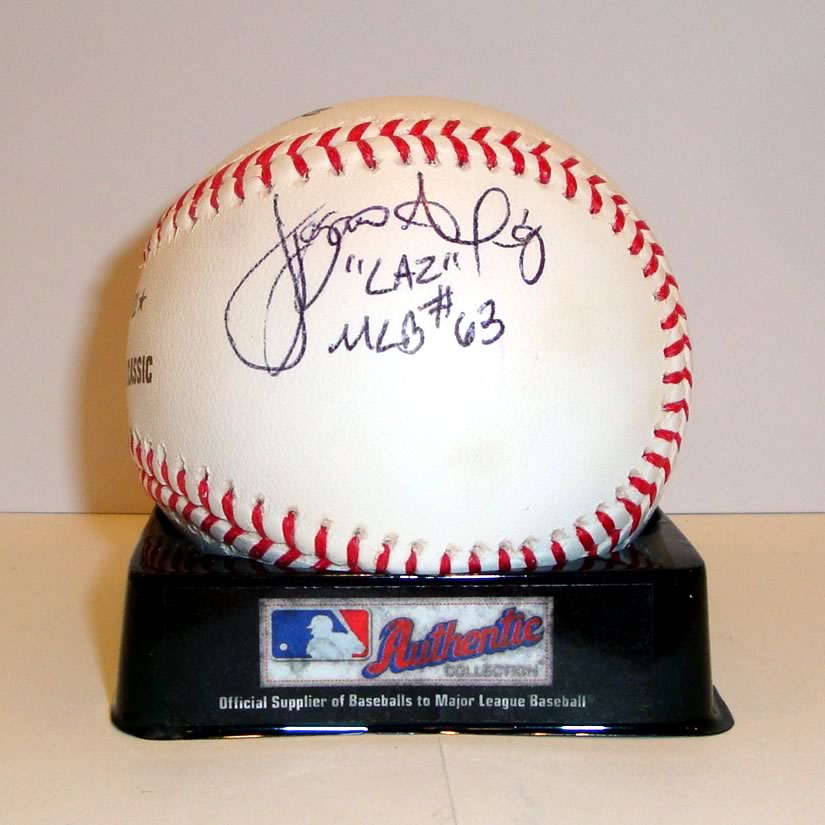 "LAZ"
MLB #63
CLASSIC
Authentic
COLLECTION
Official Supplier of Baseballs to Major League Baseball